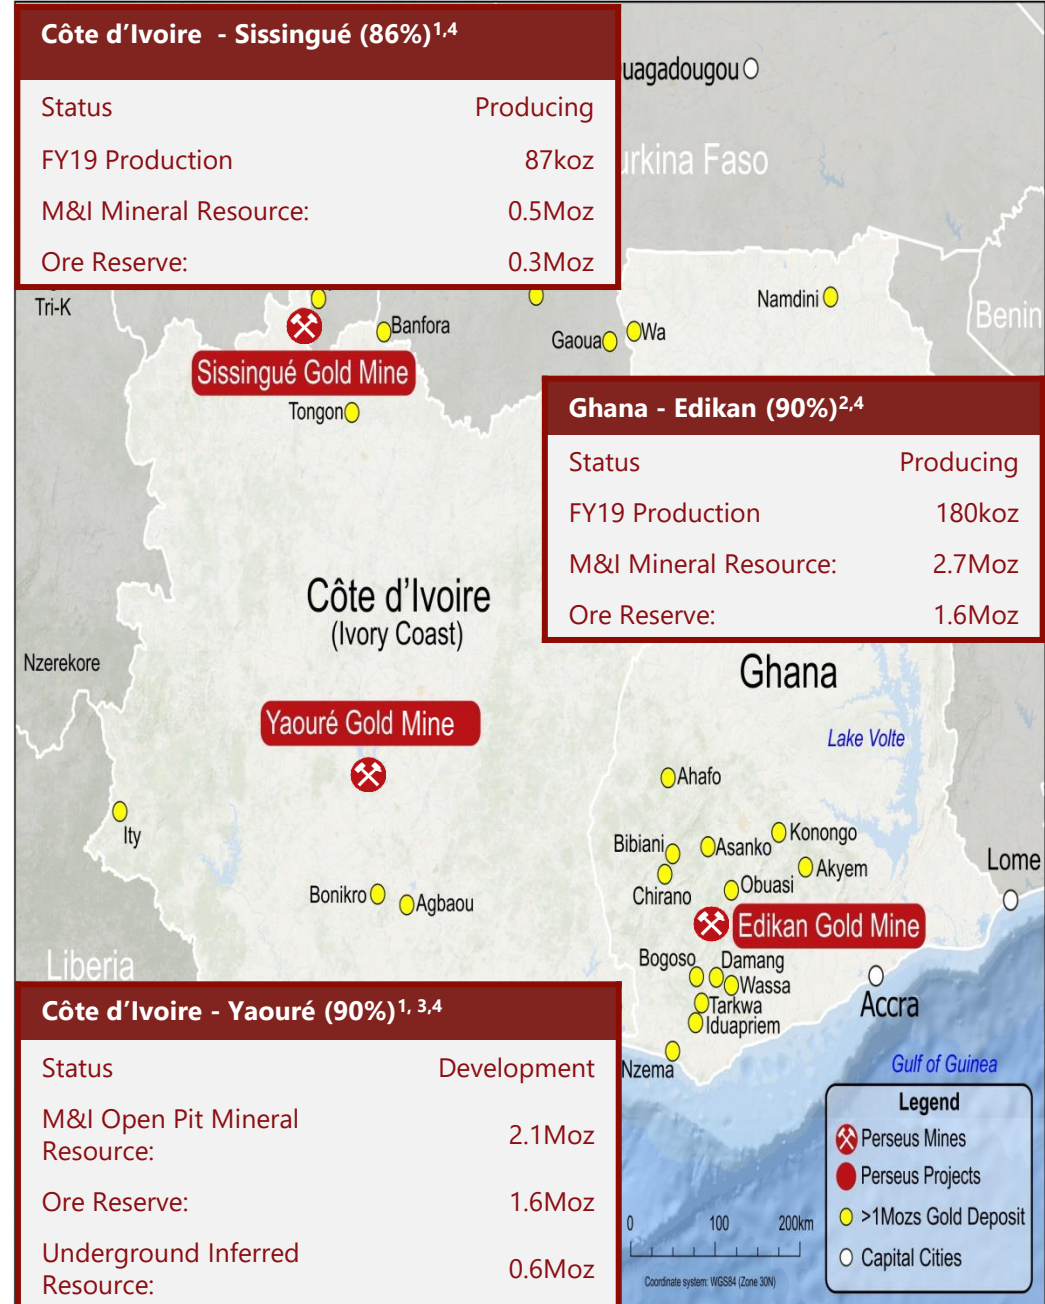 Côte d’Ivoire - Sissingué (86%)1,4
Status Producing
FY19 Production 87koz
M&I Mineral Resource: 0.5Moz
Ore Reserve: 0.3Moz
Tri-K
Banfora
Namdini
Benin
Gaoua
Wa
Sissingué Gold Mine
Tongon
Ghana - Edikan (90%)2,4
Status Producing
FY19 Production 180koz
M&I Mineral Resource: 2.7Moz
Ore Reserve: 1.6Moz
Côte d’Ivoire
(Ivory Coast)
Nzerekore
Ghana
Yaouré Gold Mine
Lake Volte
Ahafo
Ity
Bibiani
Asanko
Konongo
Akyem
Lome
Chirano
Obuasi
Bonikro
Agbaou
Edikan Gold Mine
Liberia
Bogoso
Damang
Wassa
Tarkwa
Iduapriem
Accra
Nzema
Gulf of Guinea
Côte d’Ivoire - Yaouré (90%)1, 3,4
Status Development
M&I Open Pit Mineral
Resource: 2.1Moz
Ore Reserve: 1.6Moz
Underground Inferred
Resource: 0.6Moz
Legend
Perseus Mines
Perseus Projects
>1Mozs Gold Deposit
Capital Cities
0 100 200km
Coordinate system: WGS84 (Zone 30N)